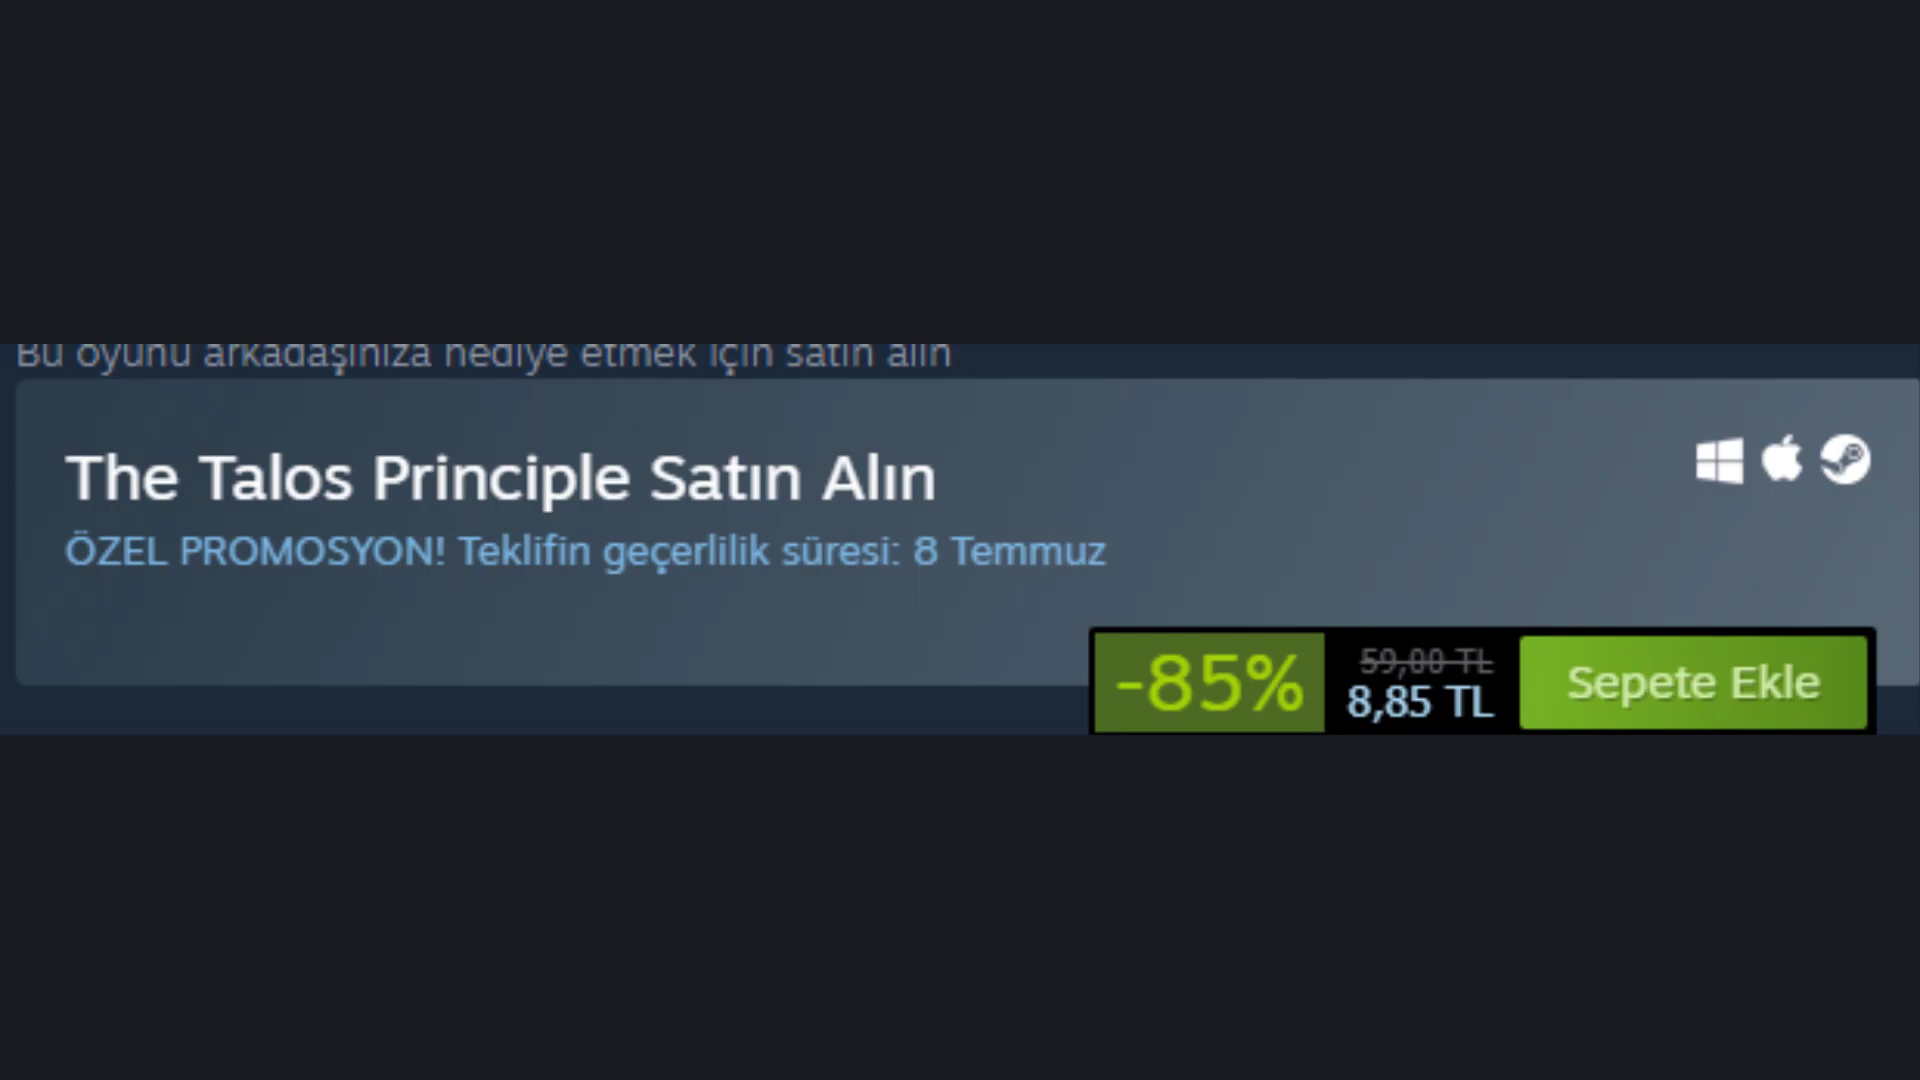 Bu oyunu arkadaşınıza hediye etmek için satın alın
The Talos Principle Satın Alın
ÖZEL PROMOSYON! Teklifin geçerlilik süresi: 8 Temmuz
-85%
59,00 TL
8,85 TL
Sepete Ekle